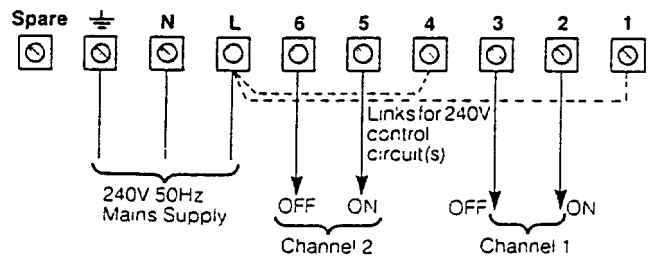 Spare N L 6 5 4 3 2 1
Links for 240V
control
circuit(s)
240V 50Hz
Mains Supply
OFF ON
OFF ON
Channel 2
Channel 1